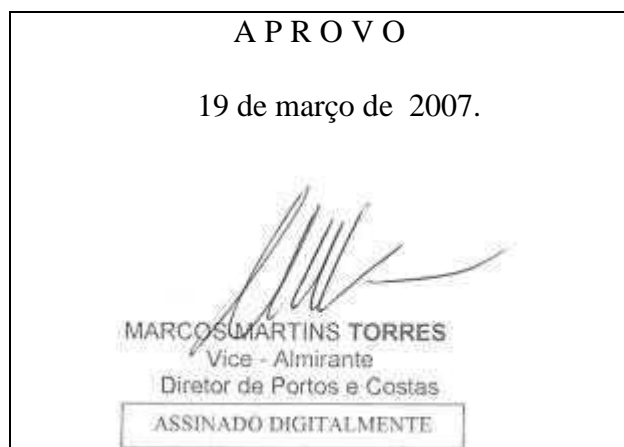 A P R O V O
19 de março de 2007.
MARCOS MARTINS TORRES
Vice - Almirante
Diretor de Portos e Costas
ASSINADO DIGITALMENTE